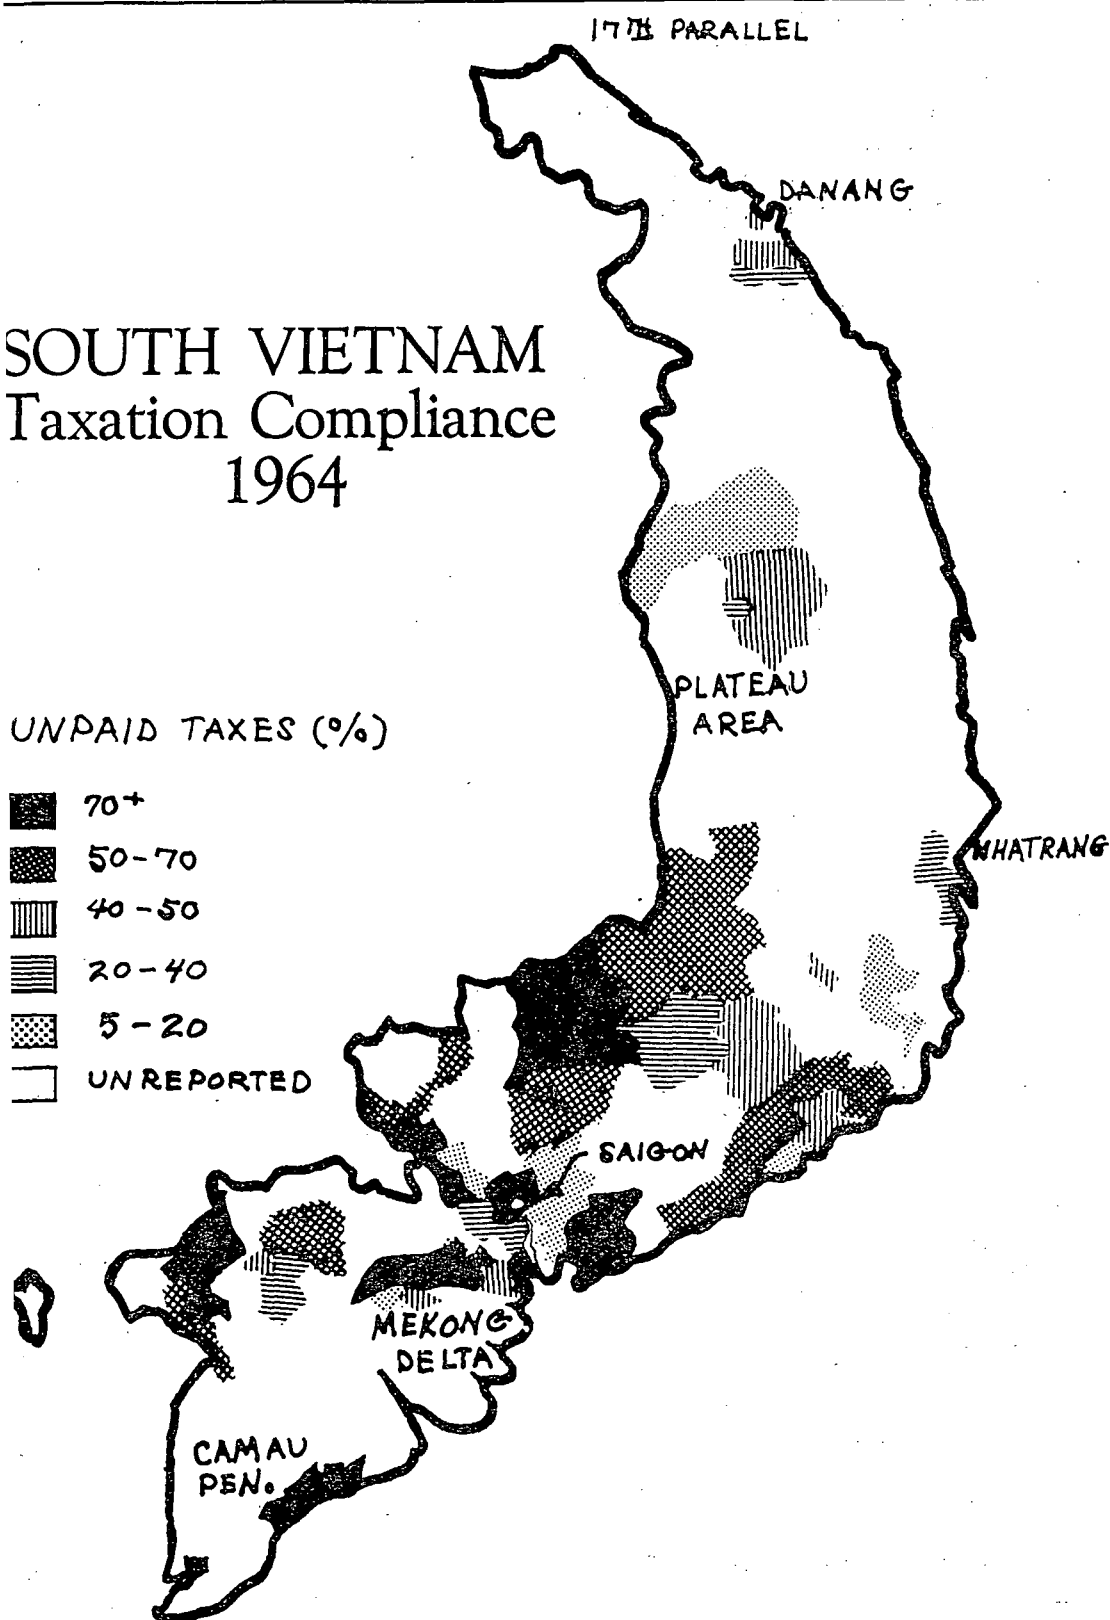 17TH PARALLEL
DANANG
SOUTH VIETNAM
Taxation Compliance
1964
PLATEAU
AREA
UNPAID TAXES (%)
70+
50-70
40-50
20-40
5-20
UNREPORTED
NHATRANG
SAIGON
MEKONG
DELTA
CAMAU
PEN.